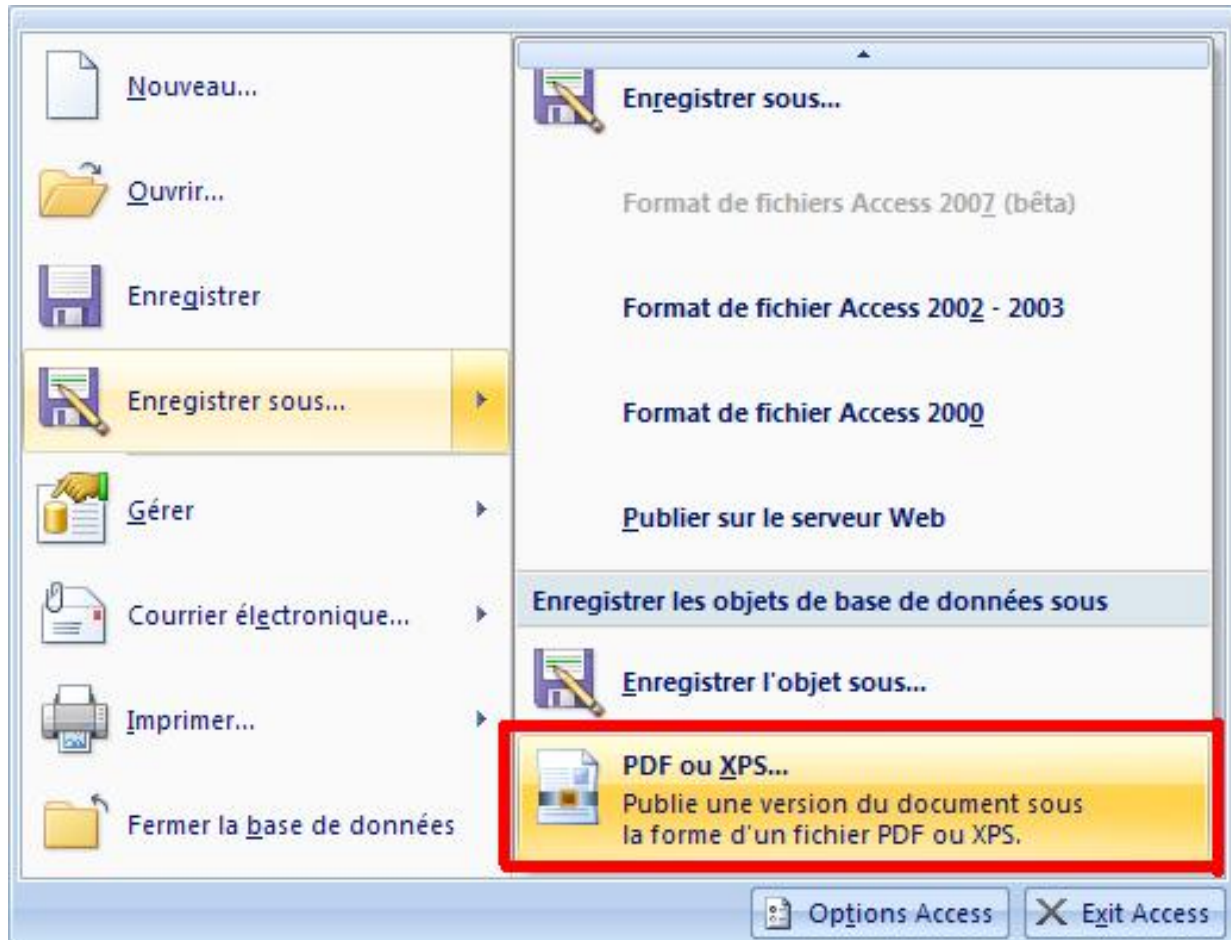 Nouveau...
Ouvrir...
Enregistrer
Enregistrer sous...
Gérer
Courrier électronique...
Imprimer...
Fermer la base de données
Enregistrer sous...
Format de fichiers Access 2007 (bêta)
Format de fichier Access 2002 - 2003
Format de fichier Access 2000
Publier sur le serveur Web
Enregistrer les objets de base de données sous
Enregistrer l'objet sous...
PDF ou XPS...
Publie une version du document sous
la forme d'un fichier PDF ou XPS.
Options Access
Exit Access